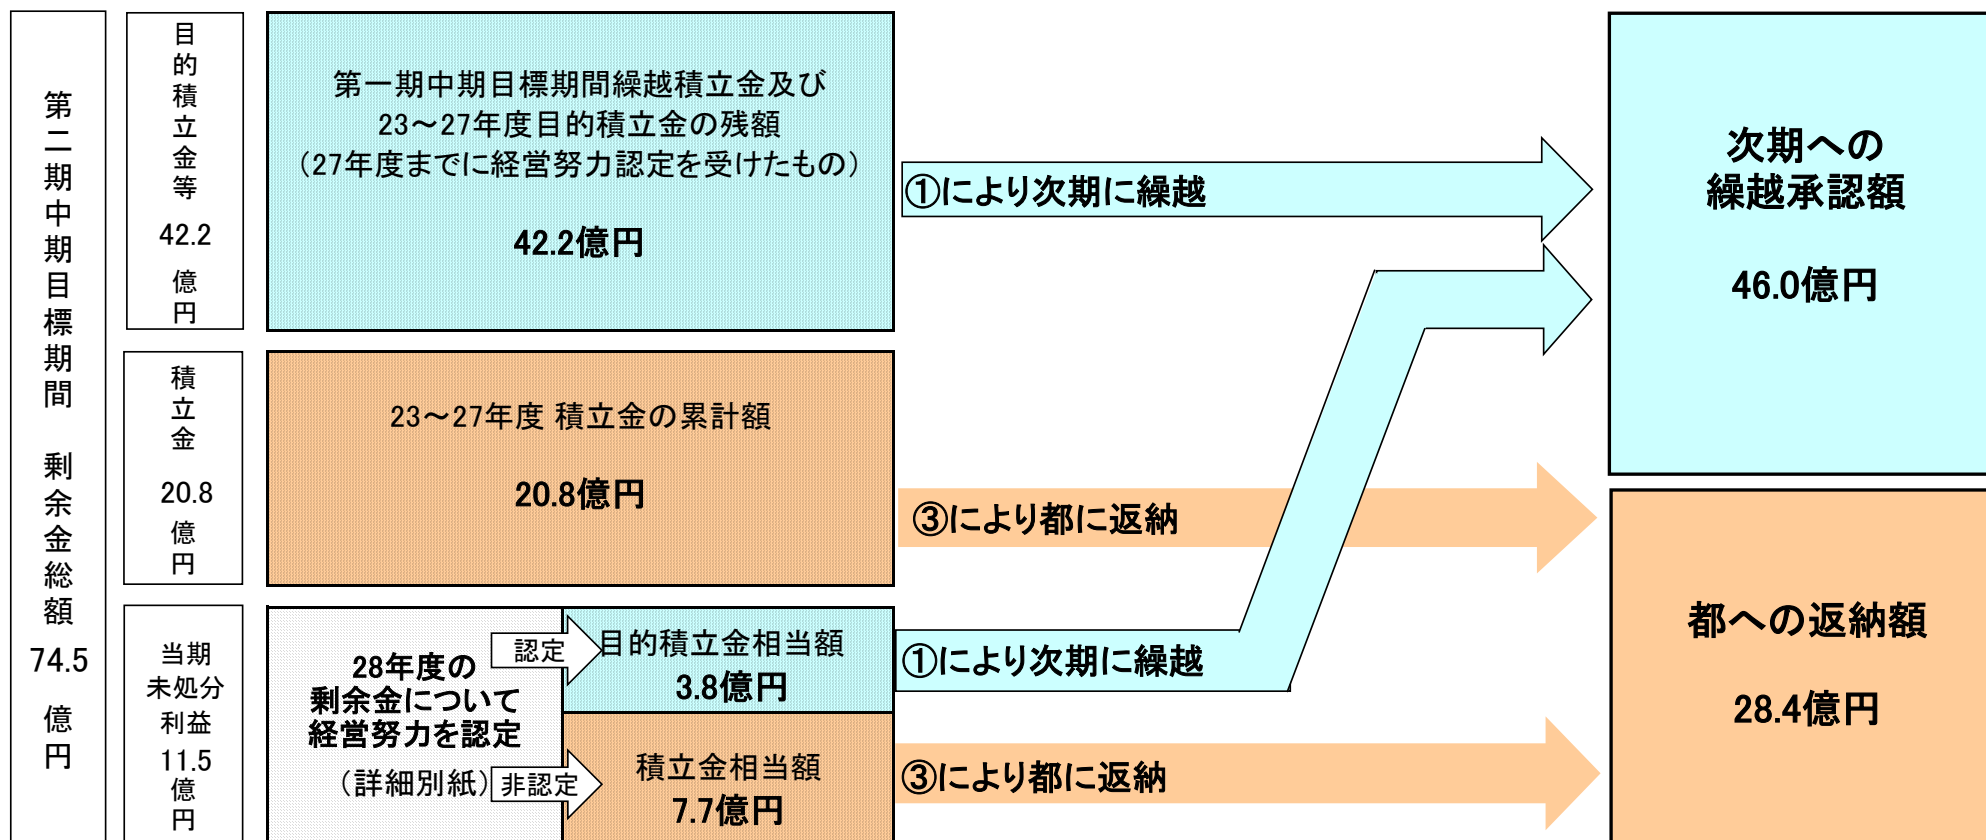 第二期中期目標期間 剰余金総額
74.5
億円
目的積立金等
42.2
億円
第一期中期目標期間繰越積立金及び
23～27年度目的積立金の残額
（27年度までに経営努力認定を受けたもの）
42.2億円
①により次期に繰越
次期への
繰越承認額
46.0億円
積立金
20.8
億円
23～27年度 積立金の累計額
20.8億円
③により都に返納
当期
未処分
利益
11.5
億円
28年度の
剰余金について
経営努力を認定
（詳細別紙）
認定
目的積立金相当額
3.8億円
①により次期に繰越
非認定
積立金相当額
7.7億円
③により都に返納
都への返納額
28.4億円